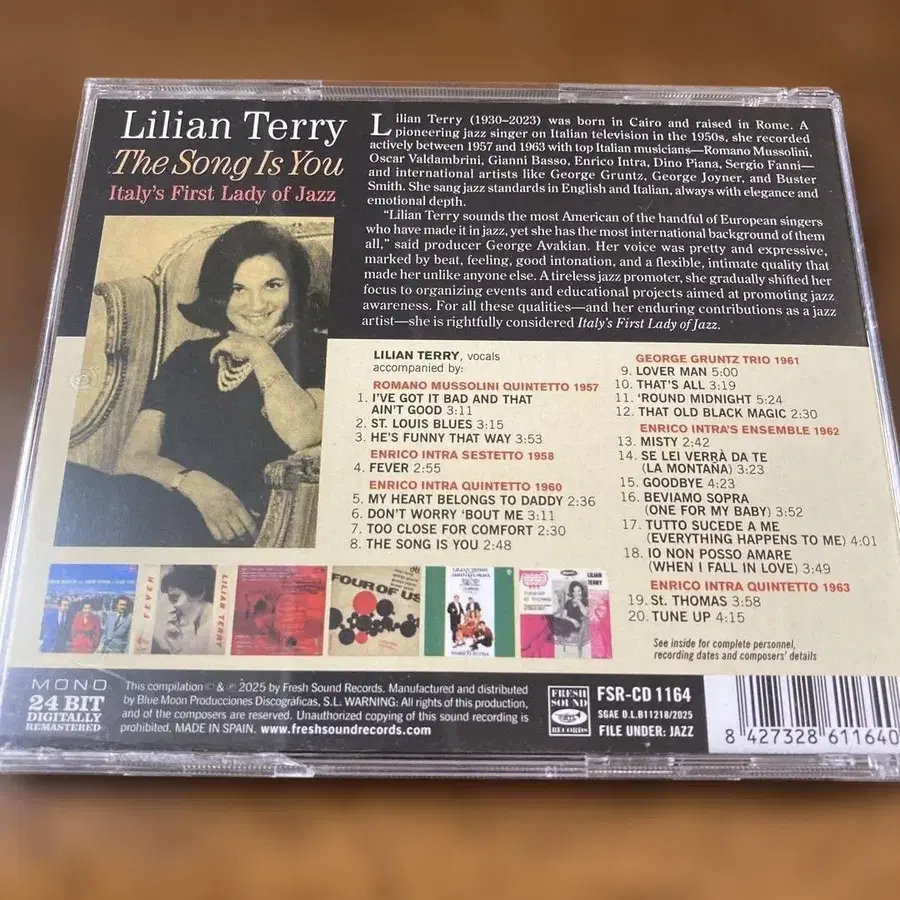 Lilian Terry
The Song Is You
Italy's First Lady of Jazz
Lilian Terry (1930–2023) was born in Cairo and raised in Rome. A
pioneering jazz singer on Italian television in the 1950s, she recorded
actively between 1957 and 1963 with top Italian musicians—Romano Mussolini,
Oscar Valdambrini, Gianni Basso, Enrico Intra, Dino Piana, Sergio Fanni—
and international artists like George Gruntz, George Joyner, and Buster
Smith. She sang jazz standards in English and Italian, always with elegance and
emotional depth.
"Lilian Terry sounds the most American of the handful of European singers
who have made it in jazz, yet she has the most international background of them
all," said producer George Avakian. Her voice was pretty and expressive,
marked by beat, feeling, good intonation, and a flexible, intimate quality that
made her unlike anyone else. A tireless jazz promoter, she gradually shifted her
focus to organizing events and educational projects aimed at promoting jazz
awareness. For all these qualities—and her enduring contributions as a jazz
artist—she is rightfully considered Italy's First Lady of Jazz.
LILIAN TERRY, vocals
accompanied by:
ROMANO MUSSOLINI QUINTETTO 1957
1. I'VE GOT IT BAD AND THAT
AIN'T GOOD 3:11
2. ST. LOUIS BLUES 3:15
3. HE'S FUNNY THAT WAY 3:53
ENRICO INTRA SESTETTO 1958
4. FEVER 2:55
ENRICO INTRA QUINTETTO 1960
5. MY HEART BELONGS TO DADDY 2:36
6. DON'T WORRY 'BOUT ME 3:11
7. TOO CLOSE FOR COMFORT 2:30
8. THE SONG IS YOU 2:48
GEORGE GRUNTZ TRIO 1961
9. LOVER MAN 5:00
10. THAT'S ALL 3:19
11. 'ROUND MIDNIGHT 5:24
12. THAT OLD BLACK MAGIC 2:30
ENRICO INTRA'S ENSEMBLE 1962
13. MISTY 2:42
14. SE LEI VERRÀ DA TE
(LA MONTAÑA) 3:23
15. GOODBYE 4:23
16. BEVIAMO SOPRA
(ONE FOR MY BABY) 3:52
17. TUTTO SUCEDE A ME
(EVERYTHING HAPPENS TO ME) 4:01
18. IO NON POSSO AMARE
(WHEN I FALL IN LOVE) 3:49
ENRICO INTRA QUINTETTO 1963
19. St. THOMAS 3:58
20. TUNE UP 4:15
See inside for complete personnel,
recording dates and composers' details
FEVER
LILIAN TERRY
FOUR OF US
LILIAN
TERRY
MONO
24 BIT
DIGITALLY
REMASTERED
This compilation © & ℗ 2025 by Fresh Sound Records. Manufactured and distributed
by Blue Moon Producciones Discográficas, S.L. WARNING: All rights of this production,
and of the composers are reserved. Unauthorized copying of this sound recording is
prohibited. MADE IN SPAIN. www.freshsoundrecords.com
FRESH
SOUND
RECORDS
FSR-CD 1164
SGAE D.L.B11218/2025
FILE UNDER: JAZZ
8 427328 611640